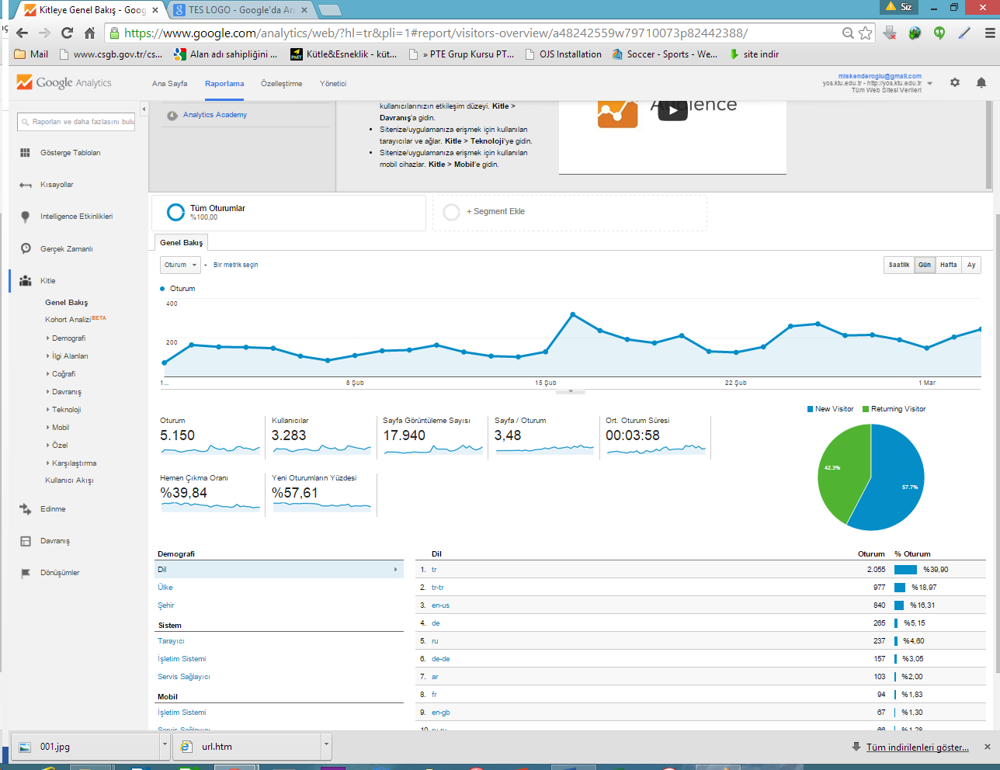 Kitleye Genel Bakış - Goog
TES LOGO - Google'da Ara
Siz
https://www.google.com/analytics/web/?hl=tr&pli=1#report/visitors-overview/a48242559w79710073p82442388/
Mail
www.csgb.gov.tr/cs...
Alan adı sahipliğini ...
Kütle&Esneklik - küt...
» PTE Grup Kursu PT...
OJS Installation
Soccer - Sports - We...
site indir
Google Analytics
Ana Sayfa
Raporlama
Özelleştirme
Yönetici
miskenderoglu@gmail.com
yos.ktu.edu.tr - http://yos.ktu.edu.tr
Tüm Web Sitesi Verileri
Raporları ve daha fazlasını bulu
Gösterge Tabloları
Kısayollar
Intelligence Etkinlikleri
Gerçek Zamanlı
Kitle
Genel Bakış
Kohort Analizi BETA
Demografi
İlgi Alanları
Coğrafi
Davranış
Teknoloji
Mobil
Özel
Karşılaştırma
Kullanıcı Akışı
Edinme
Davranış
Dönüşümler
4 Analytics Academy
kullanıcılarınızın etkileşim düzeyi. Kitle >
Davranış'a gidin.
• Sitenize/uygulamanıza erişmek için kullanılan
tarayıcılar ve ağlar. Kitle > Teknoloji'ye gidin.
• Sitenize/uygulamanıza erişmek için kullanılan
mobil cihazlar. Kitle > Mobil'e gidin.
Audience
Tüm Oturumlar
%100,00
+ Segment Ekle
Genel Bakış
Oturum - Bir metrik seçin
Saatlik Gün Hafta Ay
Oturum
400
200
1... 8 Şub 15 Şub 22 Şub 1 Mar
Oturum
5.150
Kullanıcılar
3.283
Sayfa Görüntüleme Sayısı
17.940
Sayfa / Oturum
3,48
Ort. Oturum Süresi
00:03:58
Hemen Çıkma Oranı
%39,84
Yeni Oturumların Yüzdesi
%57,61
New Visitor Returning Visitor
42.3%
57.7%
Demografi
Dil
Ülke
Şehir
Sistem
Tarayıcı
İşletim Sistemi
Servis Sağlayıcı
Mobil
İşletim Sistemi
Servis Sağlayıcı
Dil Oturum % Oturum
1. tr 2.055 %39,90
2. tr-tr 977 %18,97
3. en-us 840 %16,31
4. de 265 %5,15
5. ru 237 %4,60
6. de-de 157 %3,05
7. ar 103 %2,00
8. fr 94 %1,83
9. en-gb 67 %1,30
10. ru-ru 66 %1,28
001.jpg
url.htm
Tüm indirilenleri göster...